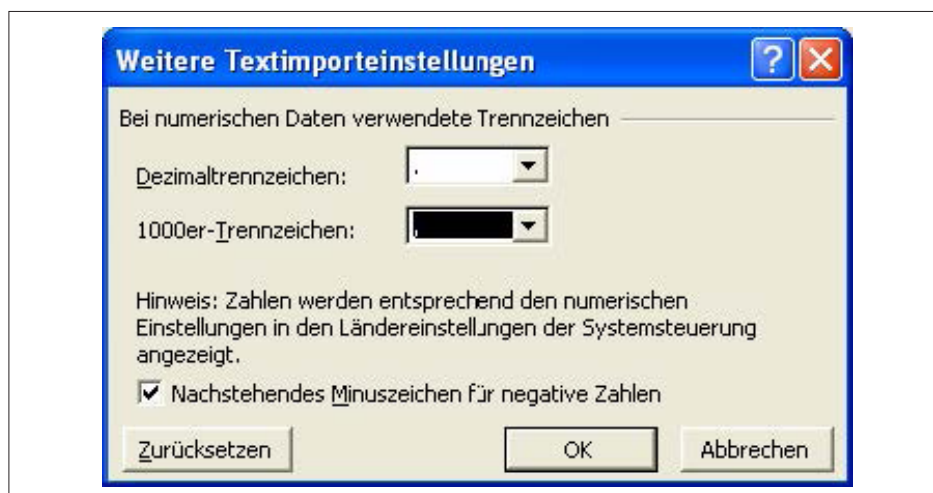 Weitere Textimporteinstellungen
Bei numerischen Daten verwendete Trennzeichen
Dezimaltrennzeichen: .
1000er-Trennzeichen: ,
Hinweis: Zahlen werden entsprechend den numerischen
Einstellungen in den Ländereinstellungen der Systemsteuerung
angezeigt.
Nachstehendes Minuszeichen für negative Zahlen
Zurücksetzen OK Abbrechen